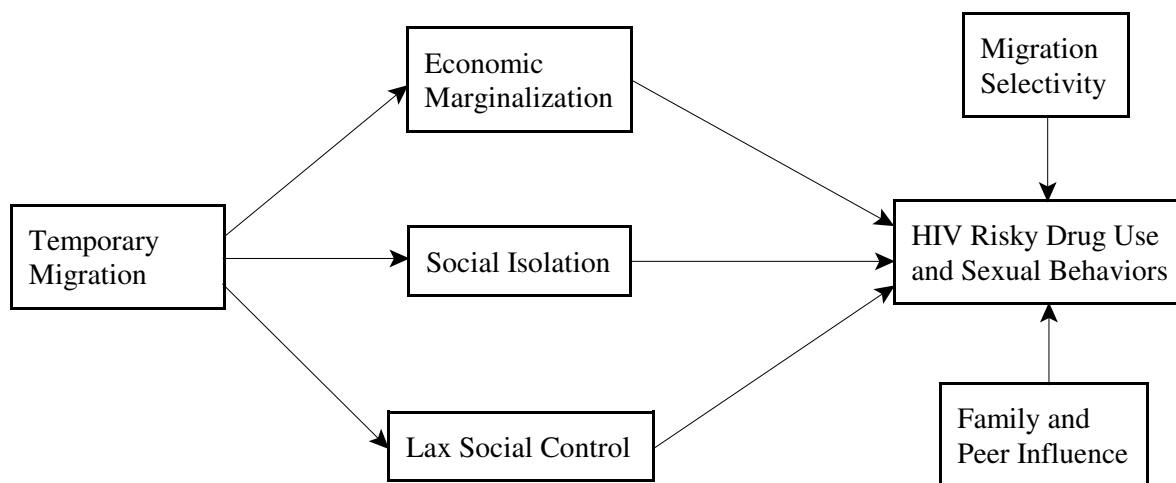 Economic
Marginalization
Migration
Selectivity
Temporary
Migration
Social Isolation
HIV Risky Drug Use
and Sexual Behaviors
Lax Social Control
Family and
Peer Influence